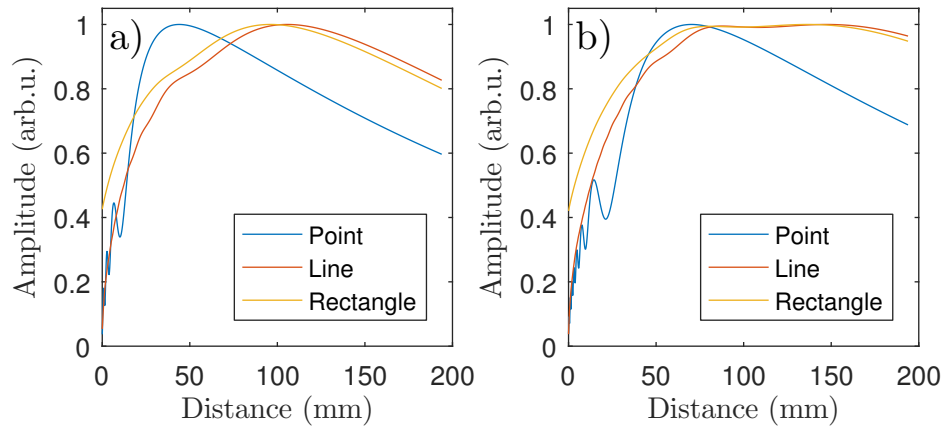 a)
Amplitude (arb.u.)
1
0.8
0.6
0.4
0.2
0
0 50 100 150 200
Distance (mm)
Point
Line
Rectangle
b)
Amplitude (arb.u.)
1
0.8
0.6
0.4
0.2
0
0 50 100 150 200
Distance (mm)
Point
Line
Rectangle